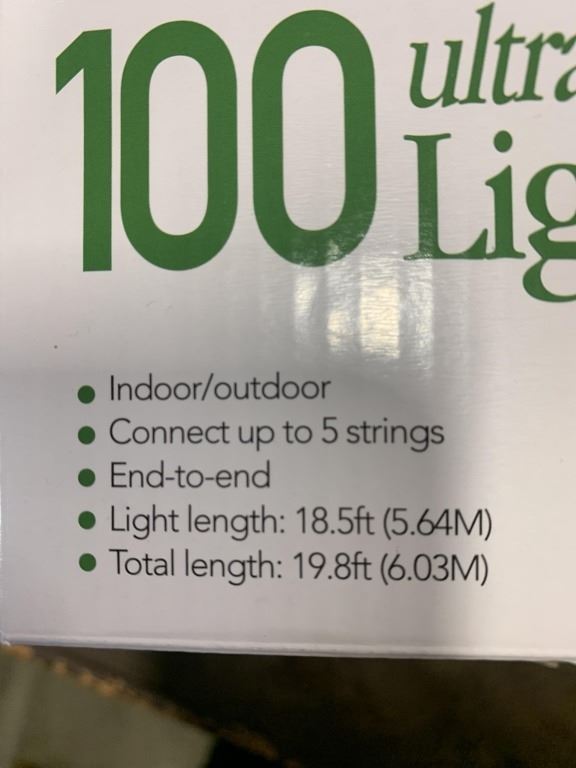 100
Indoor/outdoor
Connect up to 5 strings
End-to-end
Light length: 18.5ft (5.64M)
Total length: 19.8ft (6.03M)